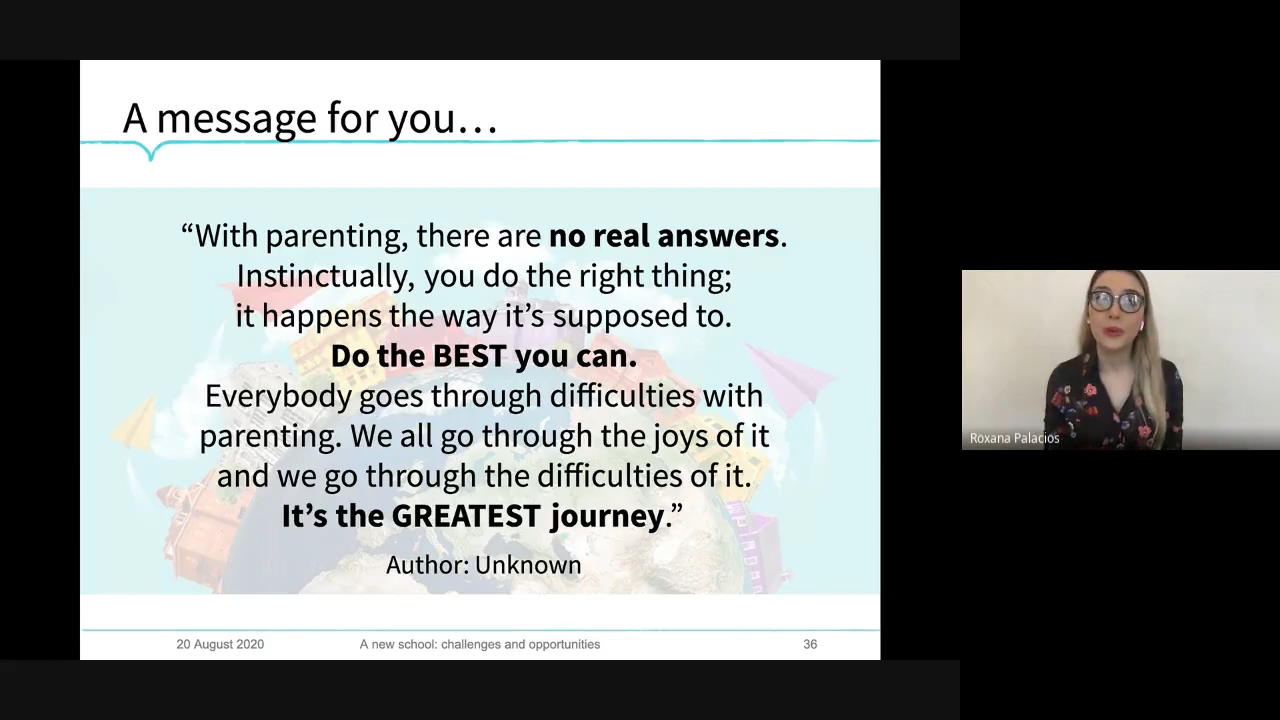 A message for you…
“With parenting, there are no real answers.
Instinctually, you do the right thing;
it happens the way it’s supposed to.
Do the BEST you can.
Everybody goes through difficulties with
parenting. We all go through the joys of it
and we go through the difficulties of it.
It’s the GREATEST journey.”
Author: Unknown
20 August 2020 A new school: challenges and opportunities 36
Roxana Palacios